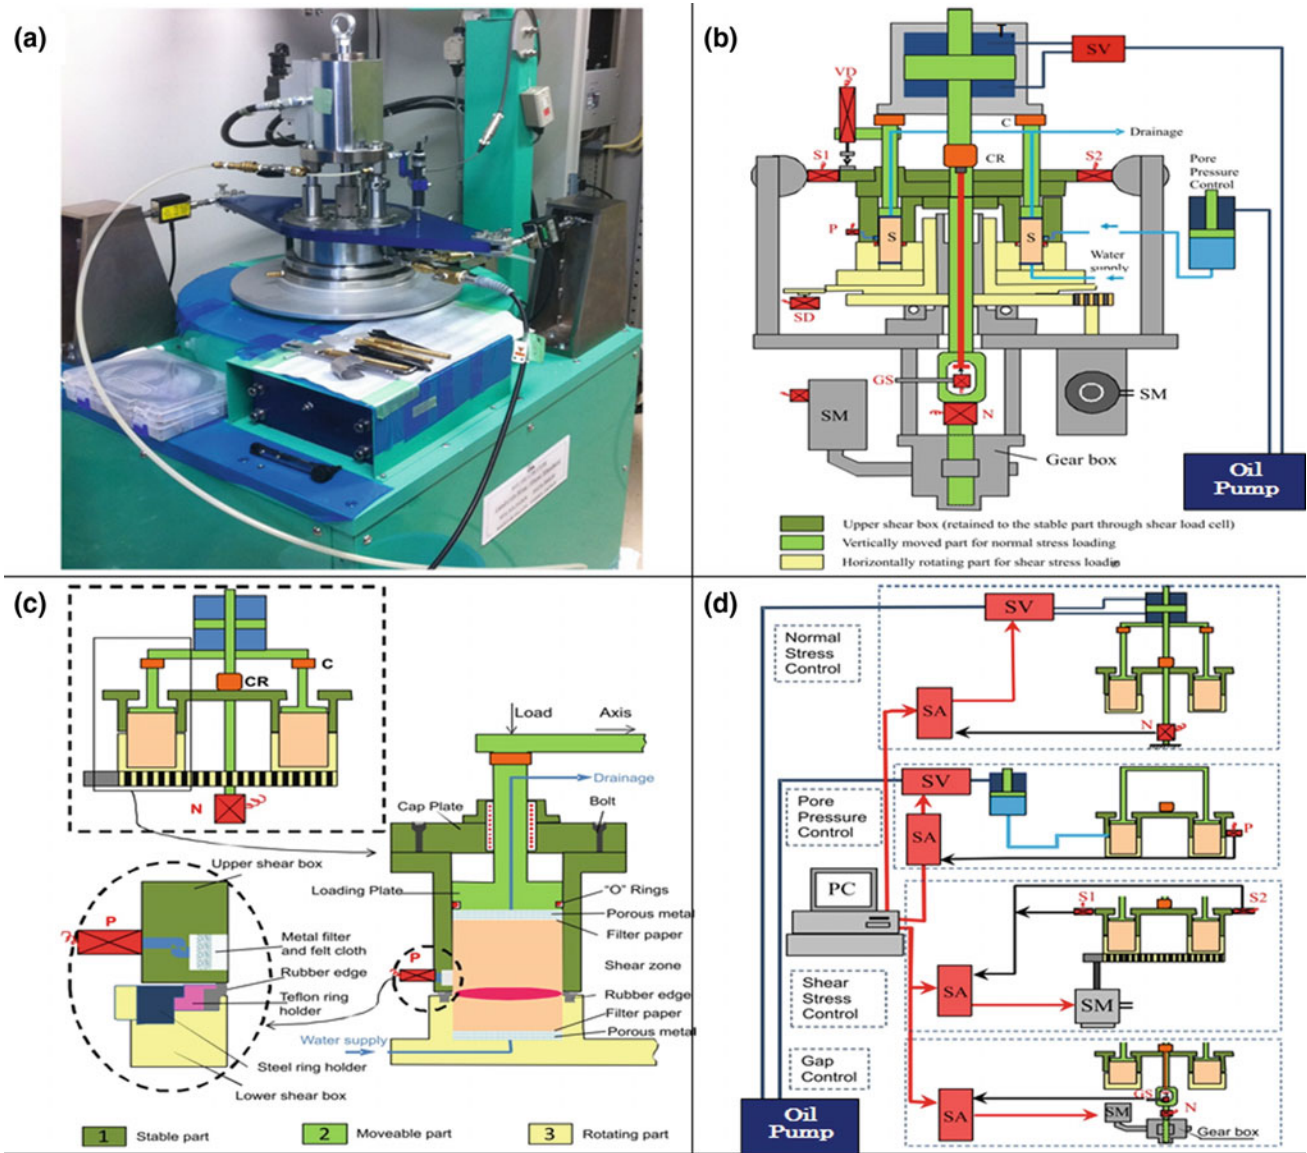 (a)
(b)
T
SV
VD
C
Drainage
S1
CR
S2
Pore
Pressure
Control
P
S
S
Water
supply
SD
GS
SM
N
SM
Gear box
Oil
Pump
Upper shear box (retained to the stable part through shear load cell)
Vertically moved part for normal stress loading
Horizontally rotating part for shear stress loadin
(c)
C
CR
N
Load
Axis
Drainage
Cap Plate
Bolt
Upper shear box
Loading Plate
"O" Rings
Porous metal
Filter paper
P
Metal filter
and felt cloth
P
Shear zone
Rubber edge
Teflon ring
holder
Rubber edge
Filter paper
Porous metal
Water supply
Steel ring holder
Lower shear box
1 Stable part
2 Moveable part
3 Rotating part
(d)
SV
Normal
Stress
Control
SA
N
SV
Pore
Pressure
Control
SA
P
PC
S1
S2
Shear
Stress
Control
SA
SM
Gap
Control
GS
SA
SM
N
Gear box
Oil
Pump